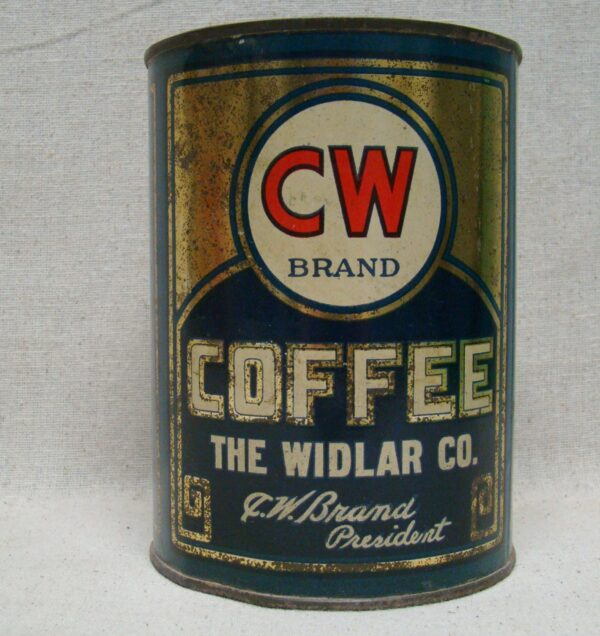 CW
BRAND
COFFEE
THE WIDLAR CO.
C.W. Brand
President